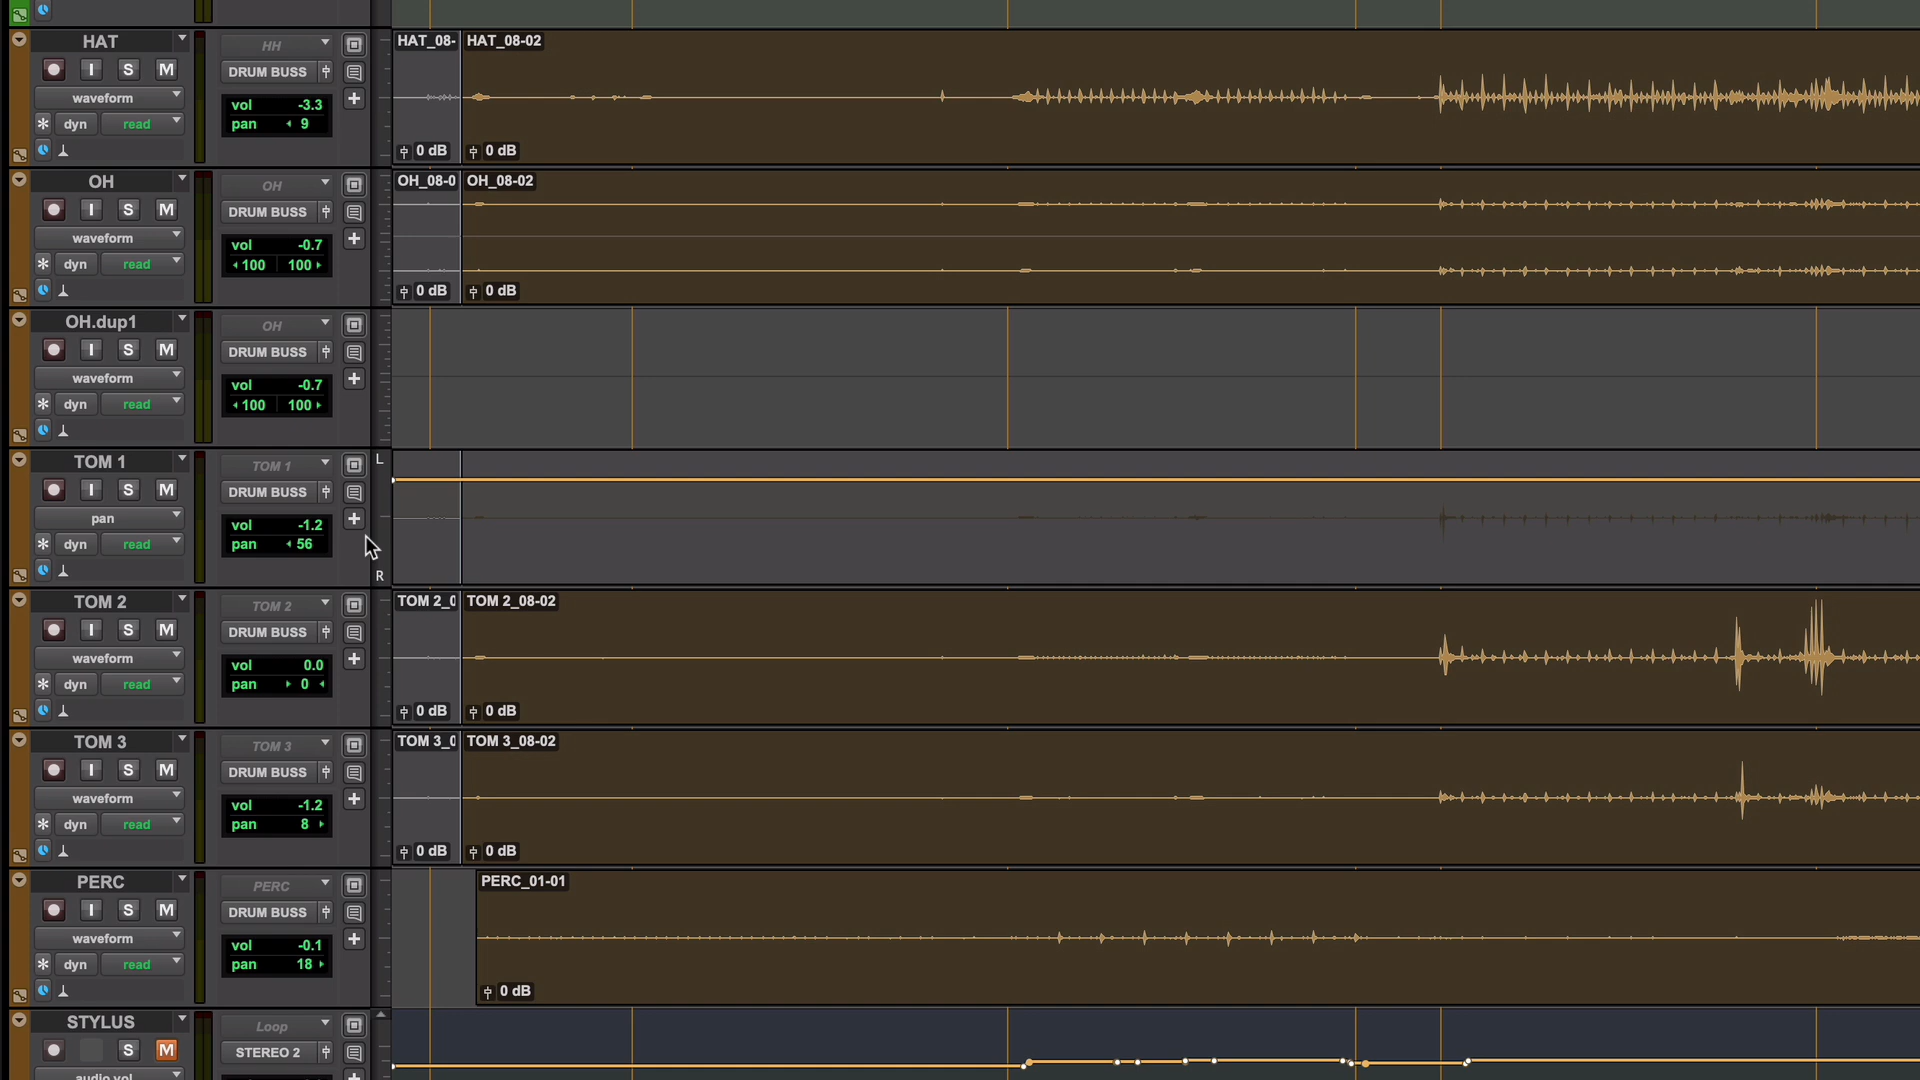 HAT
I S M
waveform
dyn read
HH
DRUM BUSS
vol -3.3
pan 9
HAT_08-
HAT_08-02
0 dB
0 dB
OH
I S M
waveform
dyn read
OH
DRUM BUSS
vol -0.7
100 100
OH_08-0
OH_08-02
0 dB
0 dB
OH.dup1
I S M
waveform
dyn read
OH
DRUM BUSS
vol -0.7
100 100
TOM 1
I S M
pan
dyn read
TOM 1
DRUM BUSS
vol -1.2
pan 56
L
R
TOM 2
I S M
waveform
dyn read
TOM 2
DRUM BUSS
vol 0.0
pan 0
TOM 2_0
TOM 2_08-02
0 dB
0 dB
TOM 3
I S M
waveform
dyn read
TOM 3
DRUM BUSS
vol -1.2
pan 8
TOM 3_0
TOM 3_08-02
0 dB
0 dB
PERC
I S M
waveform
dyn read
PERC
DRUM BUSS
vol -0.1
pan 18
PERC_01-01
0 dB
STYLUS
S M
audio vol
Loop
STEREO 2